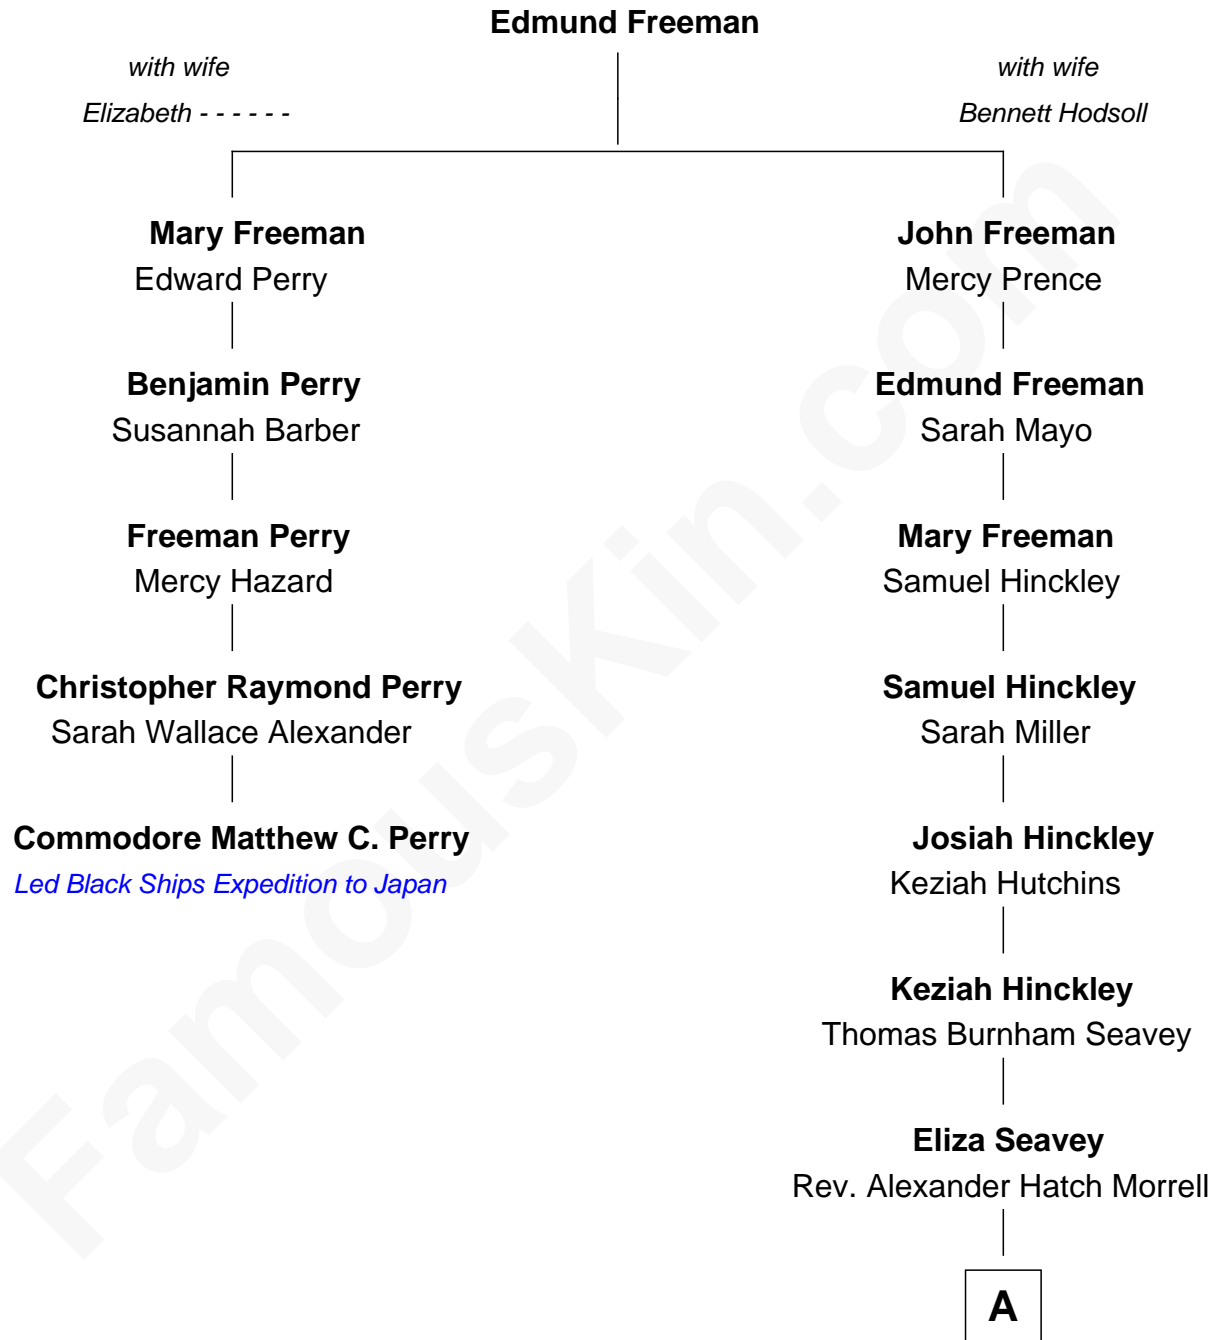 Edmund Freeman
with wife
Elizabeth - - - - - -
with wife
Bennett Hodsoll
Mary Freeman
Edward Perry
Benjamin Perry
Susannah Barber
Freeman Perry
Mercy Hazard
Christopher Raymond Perry
Sarah Wallace Alexander
Commodore Matthew C. Perry
Led Black Ships Expedition to Japan
John Freeman
Mercy Prence
Edmund Freeman
Sarah Mayo
Mary Freeman
Samuel Hinckley
Samuel Hinckley
Sarah Miller
Josiah Hinckley
Keziah Hutchins
Keziah Hinckley
Thomas Burnham Seavey
Eliza Seavey
Rev. Alexander Hatch Morrell
A
FamousKin.com